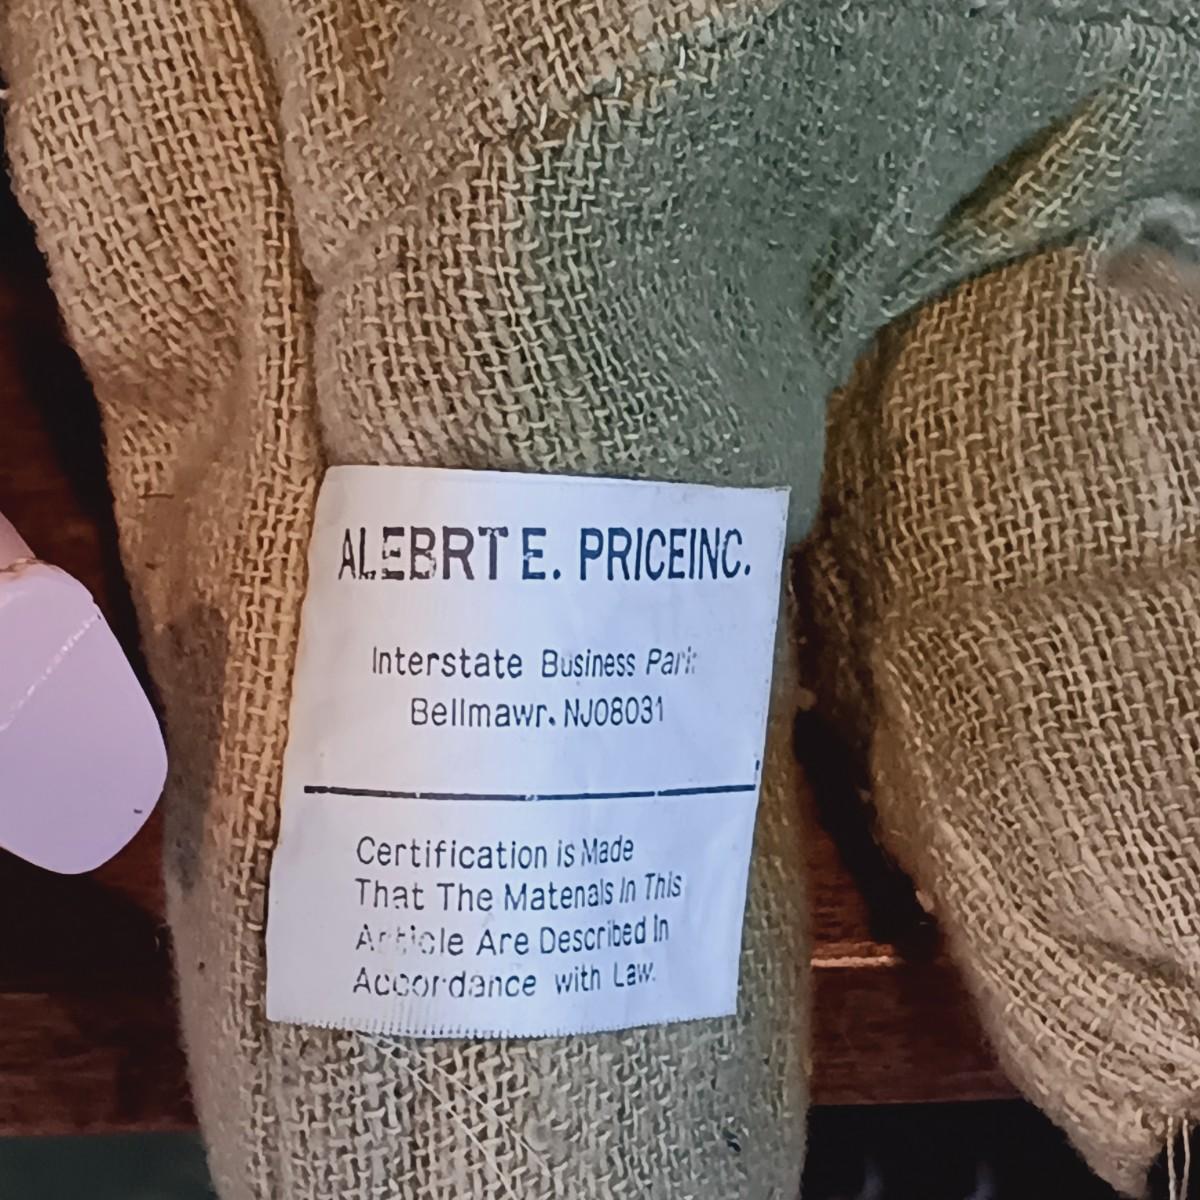 ALEBRT E. PRICEINC.
Interstate Business Park
Bellmawr. NJ08031
Certification is Made
That The Matenals In This
Article Are Described In
Accordance with Law.